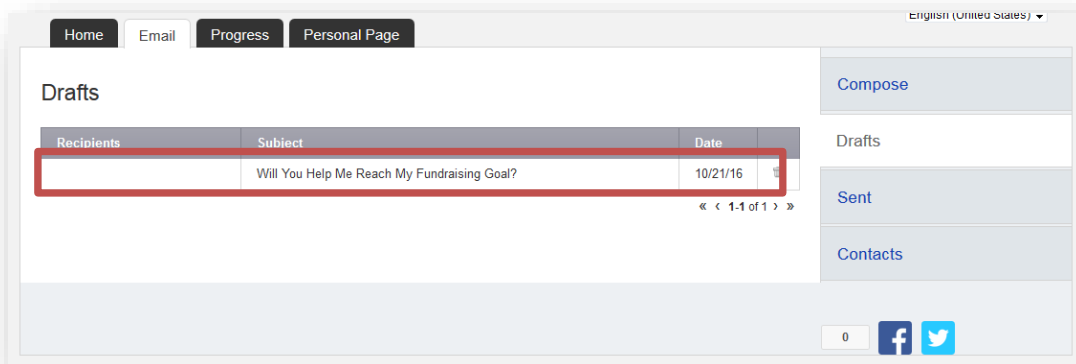 English (United States)
Home Email Progress Personal Page
Drafts
Recipients Subject Date
Will You Help Me Reach My Fundraising Goal? 10/21/16
« ‹ 1-1 of 1 › »
Compose
Drafts
Sent
Contacts
0